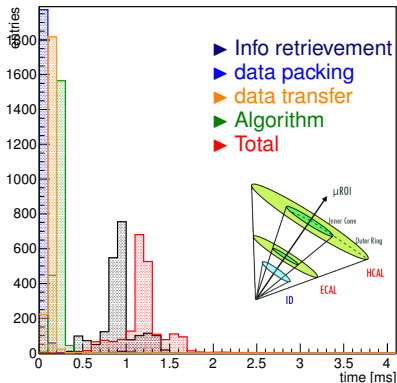 entries
1800
1600
1400
1200
1000
800
600
400
200
0
► Info retrievement
► data packing
► data transfer
► Algorithm
► Total
μROI
Inner Cone
Outer Ring
HCAL
ECAL
ID
0 0.5 1 1.5 2 2.5 3 3.5 4
time [ms]